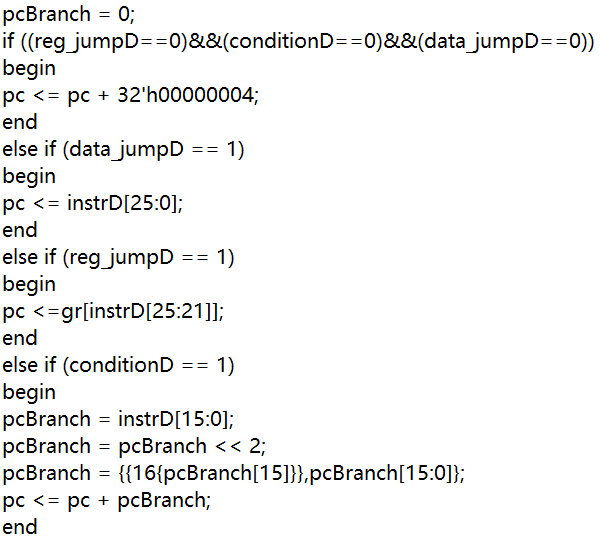 pcBranch = 0;
if ((reg_jumpD==0)&&(conditionD==0)&&(data_jumpD==0))
begin
pc <= pc + 32'h00000004;
end
else if (data_jumpD == 1)
begin
pc <= instrD[25:0];
end
else if (reg_jumpD == 1)
begin
pc <=gr[instrD[25:21]];
end
else if (conditionD == 1)
begin
pcBranch = instrD[15:0];
pcBranch = pcBranch << 2;
pcBranch = {{16{pcBranch[15]}},pcBranch[15:0]};
pc <= pc + pcBranch;
end